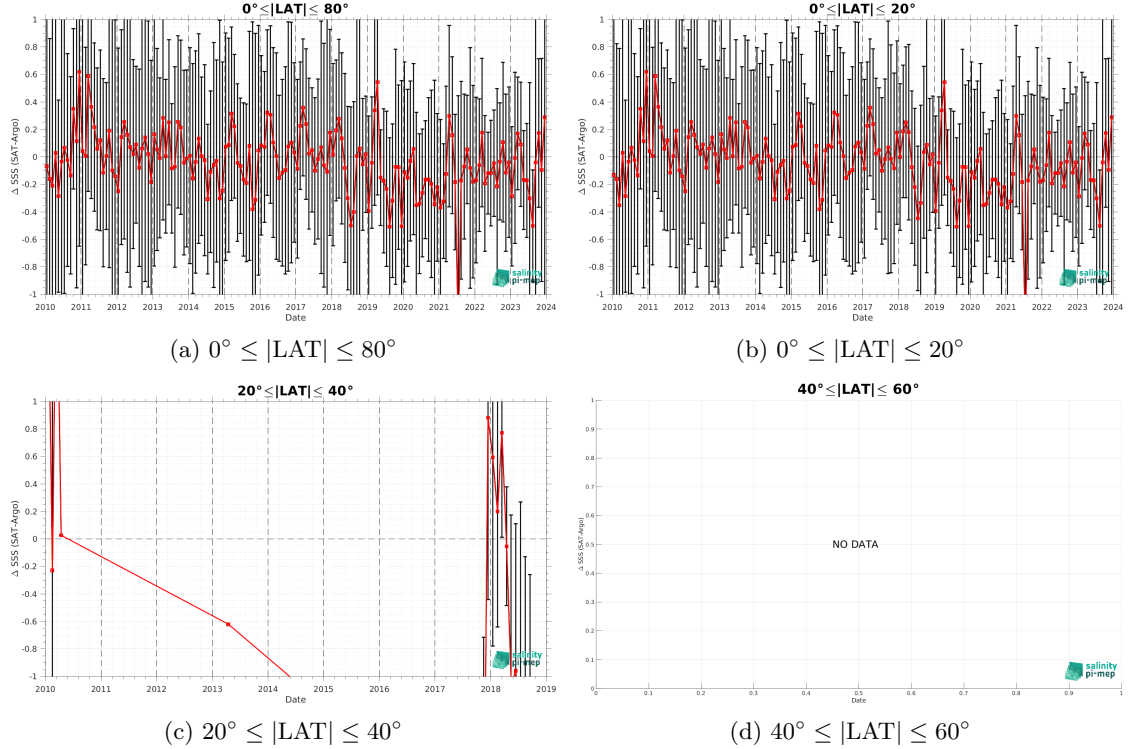 0°≤|LAT|≤ 80°
Δ SSS (SAT-Argo)
1
0.8
0.6
0.4
0.2
0
-0.2
-0.4
-0.6
-0.8
-1
2010 2011 2012 2013 2014 2015 2016 2017 2018 2019 2020 2021 2022 2023 2024
Date
salinity
pi-mep
(a) 0° ≤ |LAT| ≤ 80°
0°≤|LAT|≤ 20°
Δ SSS (SAT-Argo)
1
0.8
0.6
0.4
0.2
0
-0.2
-0.4
-0.6
-0.8
-1
2010 2011 2012 2013 2014 2015 2016 2017 2018 2019 2020 2021 2022 2023 2024
Date
salinity
pi-mep
(b) 0° ≤ |LAT| ≤ 20°
20°≤|LAT|≤ 40°
Δ SSS (SAT-Argo)
1
0.8
0.6
0.4
0.2
0
-0.2
-0.4
-0.6
-0.8
-1
2010 2011 2012 2013 2014 2015 2016 2017 2018 2019
Date
salinity
pi-mep
(c) 20° ≤ |LAT| ≤ 40°
40°≤|LAT|≤ 60°
Δ SSS (SAT-Argo)
1
0.9
0.8
0.7
0.6
0.5
0.4
0.3
0.2
0.1
0
NO DATA
0 0.1 0.2 0.3 0.4 0.5 0.6 0.7 0.8 0.9 1
Date
salinity
pi-mep
(d) 40° ≤ |LAT| ≤ 60°